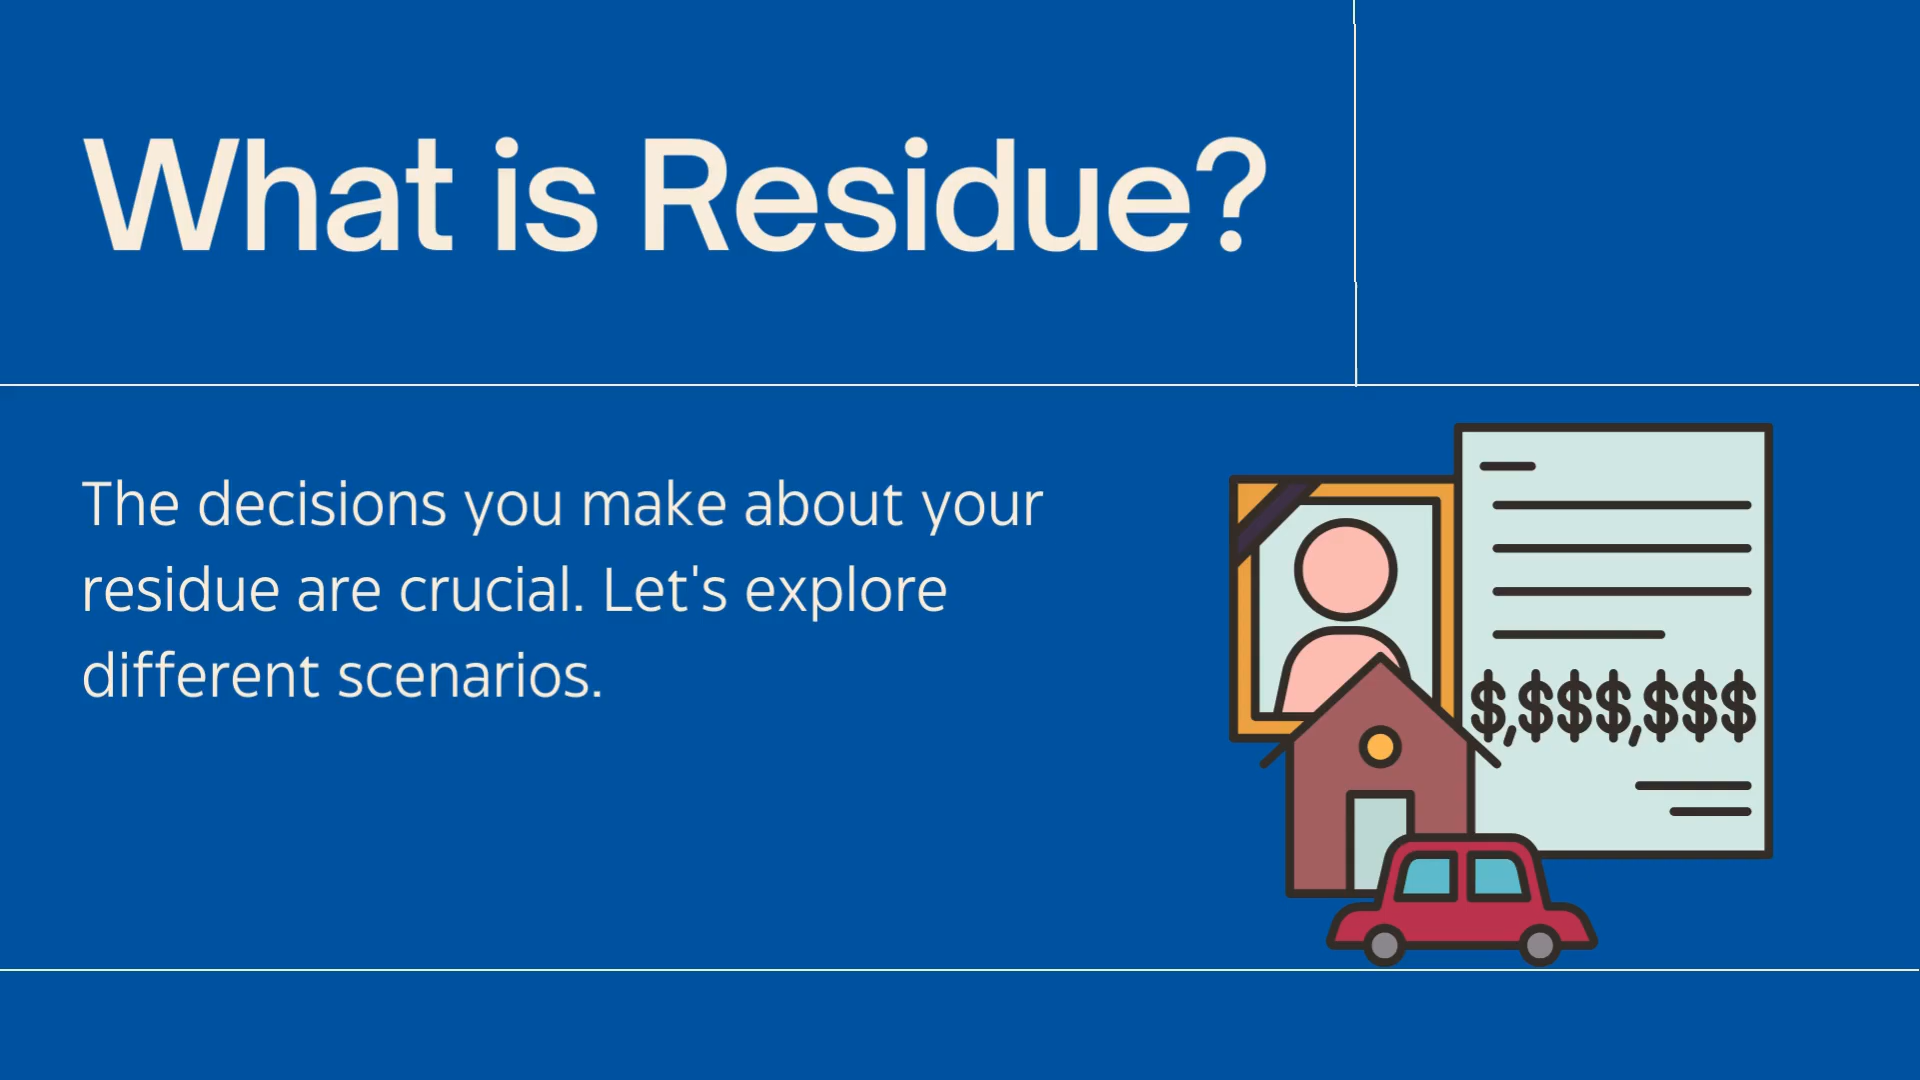 What is Residue?
The decisions you make about your
residue are crucial. Let's explore
different scenarios.
$,$$$,$$$